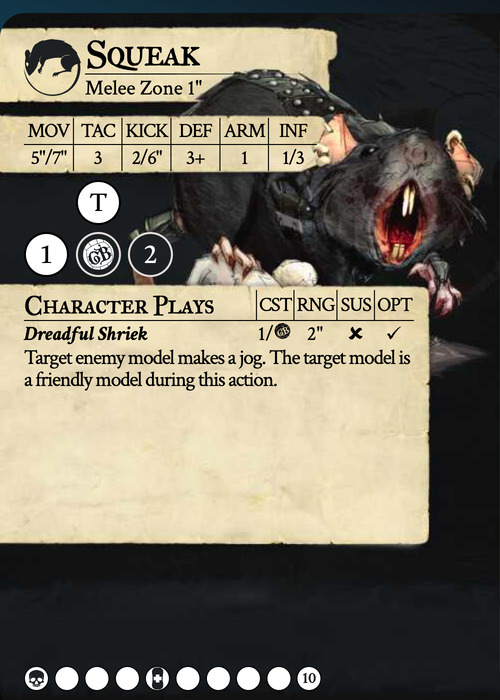 Squeak
Melee Zone 1"
MOV TAC KICK DEF ARM INF
5"/7" 3 2/6" 3+ 1 1/3
T
1 GB 2
Character Plays CST RNG SUS OPT
Dreadful Shriek 1/GB 2" ✘ ✓
Target enemy model makes a jog. The target model is
a friendly model during this action.
10